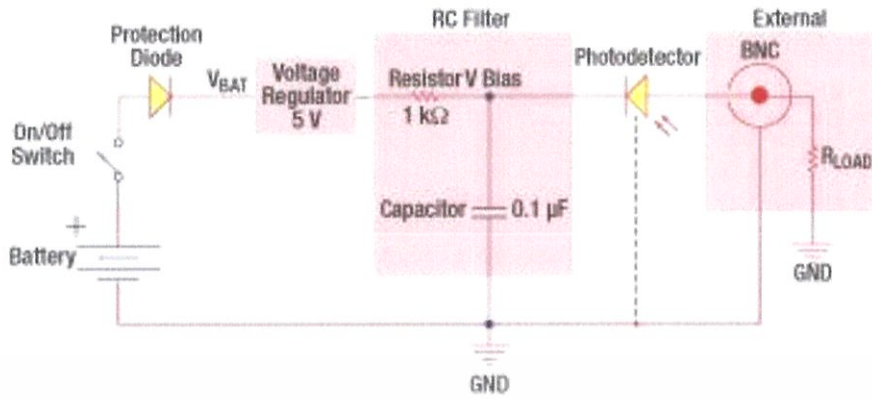 RC Filter
External
Protection
Diode
BNC
Photodetector
V_BAT
Voltage
Regulator
5 V
Resistor V Bias
1 kΩ
On/Off
Switch
R_LOAD
Capacitor
0.1 µF
+
Battery
GND
GND